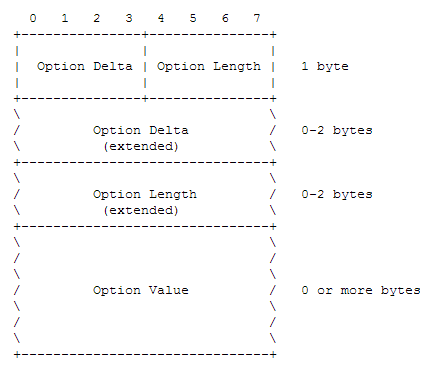 0 1 2 3 4 5 6 7
Option Delta Option Length 1 byte
Option Delta 0-2 bytes
(extended)
Option Length 0-2 bytes
(extended)
Option Value 0 or more bytes